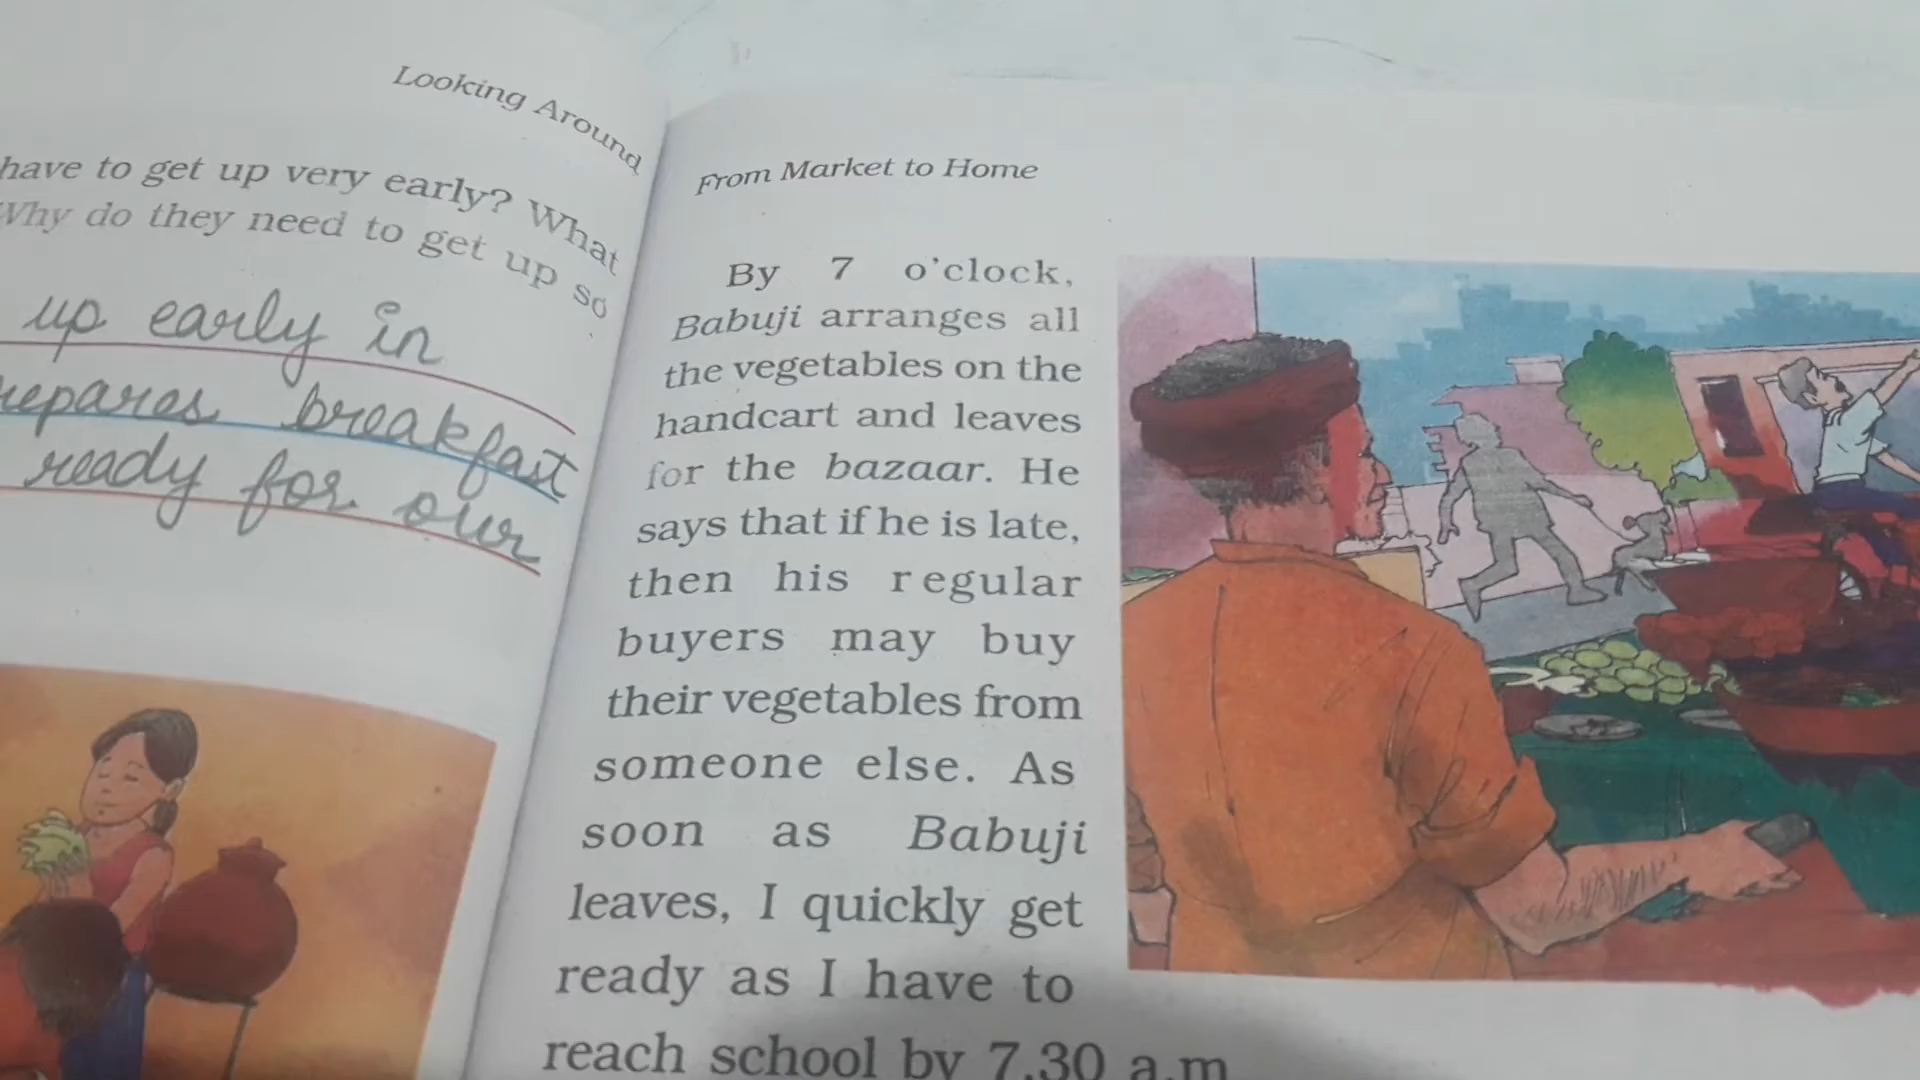 Looking Around
have to get up very early? What
Why do they need to get up so
up early in
repares breakfast
ready for our
From Market to Home
By 7 o'clock,
Babuji arranges all
the vegetables on the
handcart and leaves
for the bazaar. He
says that if he is late,
then his regular
buyers may buy
their vegetables from
someone else. As
soon as Babuji
leaves, I quickly get
ready as I have to
reach school by 7.30 a.m